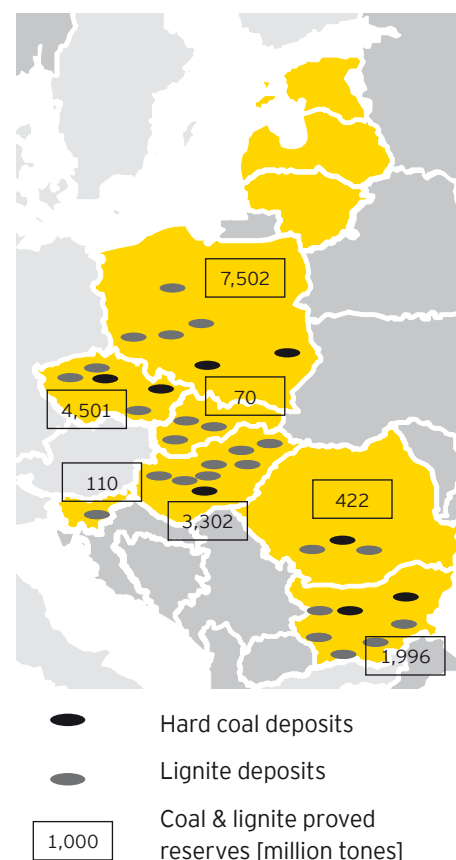 7,502
70
4,501
110
422
3,302
1,996
Hard coal deposits
Lignite deposits
1,000
Coal & lignite proved
reserves [million tones]